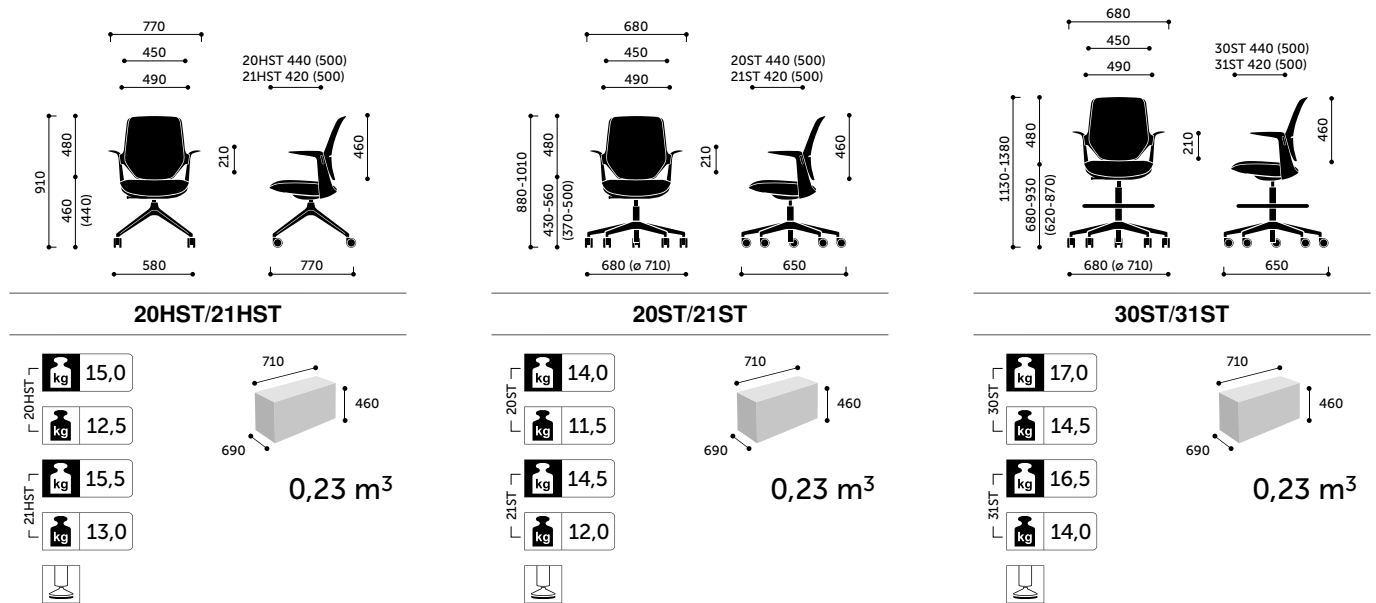 770
450
490
20HST 440 (500)
21HST 420 (500)
910
480
460
(440)
210
460
580
770
20HST/21HST
20HST
kg 15,0
kg 12,5
21HST
kg 15,5
kg 13,0
710
460
690
0,23 m³
680
450
490
20ST 440 (500)
21ST 420 (500)
880-1010
480
430-560
(370-500)
210
460
680 (ø 710)
650
20ST/21ST
20ST
kg 14,0
kg 11,5
21ST
kg 14,5
kg 12,0
710
460
690
0,23 m³
680
450
490
30ST 440 (500)
31ST 420 (500)
1130-1380
480
680-930
(620-870)
210
460
680 (ø 710)
650
30ST/31ST
30ST
kg 17,0
kg 14,5
31ST
kg 16,5
kg 14,0
710
460
690
0,23 m³